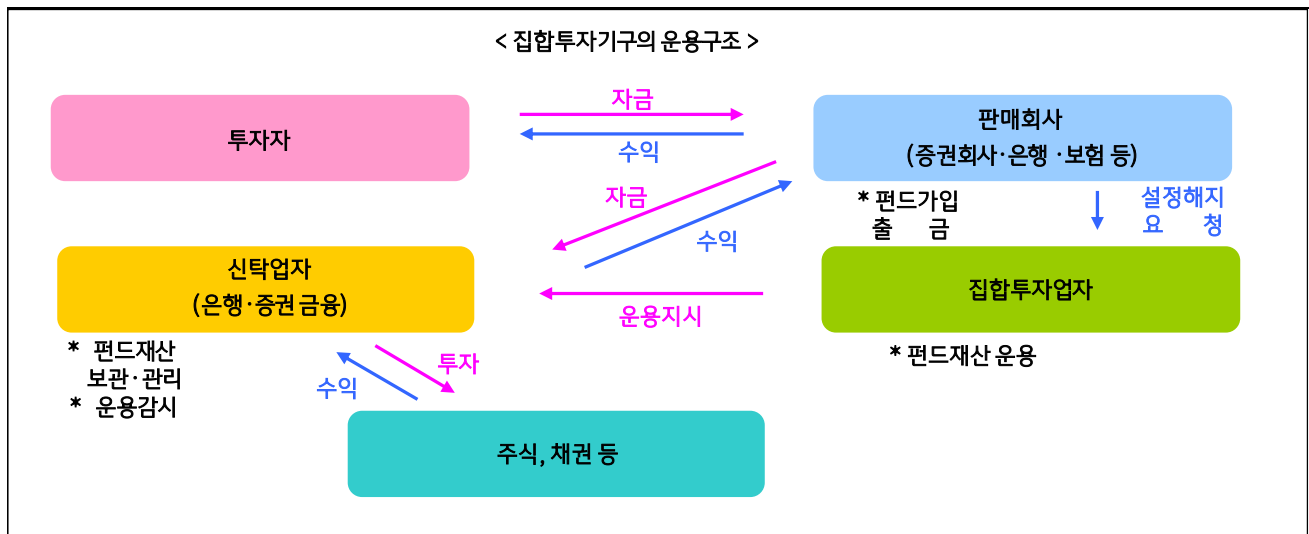 < 집합투자기구의 운용구조 >
투자자
자금
수익
판매회사
(증권회사·은행 ·보험 등)
자금
수익
* 펀드가입
출 금
설정해지
요 청
신탁업자
(은행·증권 금융)
운용지시
집합투자업자
* 펀드재산
보관·관리
* 운용감시
수익
투자
* 펀드재산 운용
주식, 채권 등